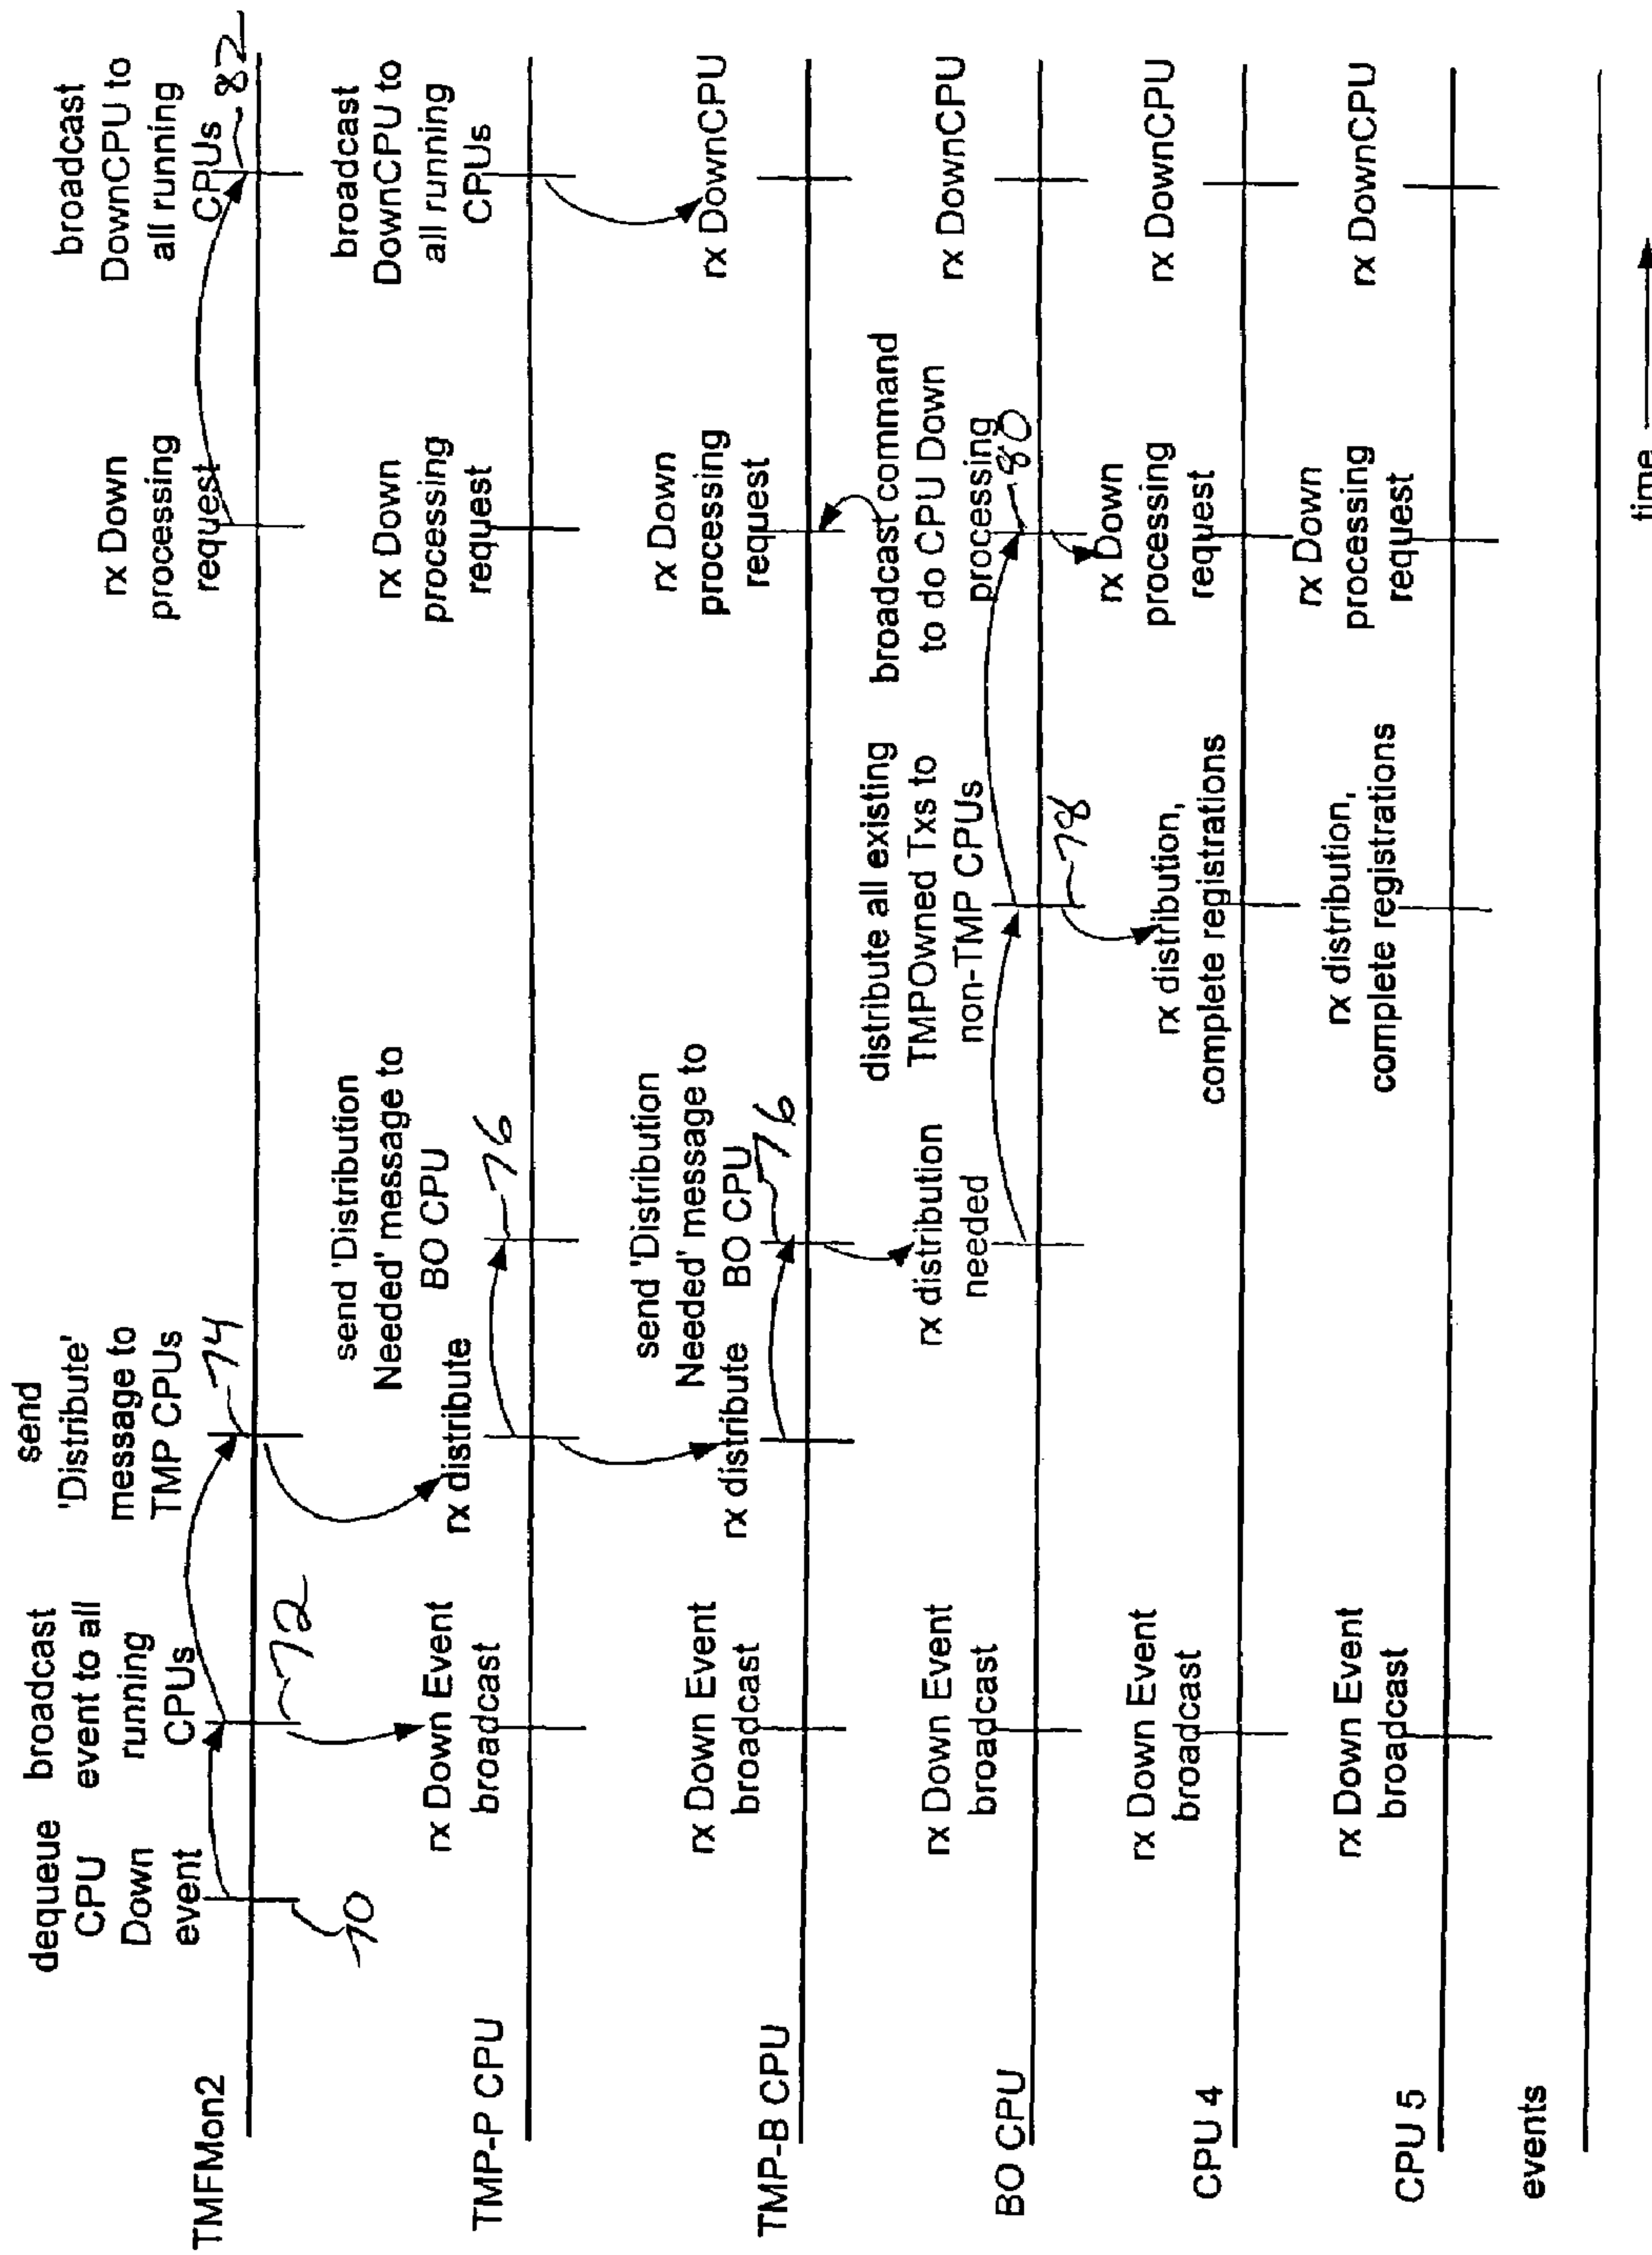 TMFMon2
dequeue
CPU
Down
event
70
broadcast
event to all
running
CPUs
72
send
'Distribute'
message to
TMP CPUs
74
rx Down
processing
request
broadcast
DownCPU to
all running
CPUs
82
TMP-P CPU
rx Down Event
broadcast
rx distribute
send 'Distribution
Needed' message to
BO CPU
76
rx Down
processing
request
broadcast
DownCPU to
all running
CPUs
TMP-B CPU
rx Down Event
broadcast
rx distribute
send 'Distribution
Needed' message to
BO CPU
76
rx Down
processing
request
rx DownCPU
BO CPU
rx Down Event
broadcast
rx distribution
needed
distribute all existing
TMPOwned Txs to
non-TMP CPUs
78
broadcast command
to do CPU Down
processing
80
rx DownCPU
CPU 4
rx Down Event
broadcast
rx distribution,
complete registrations
rx Down
processing
request
rx DownCPU
CPU 5
rx Down Event
broadcast
rx distribution,
complete registrations
rx Down
processing
request
rx DownCPU
events
time